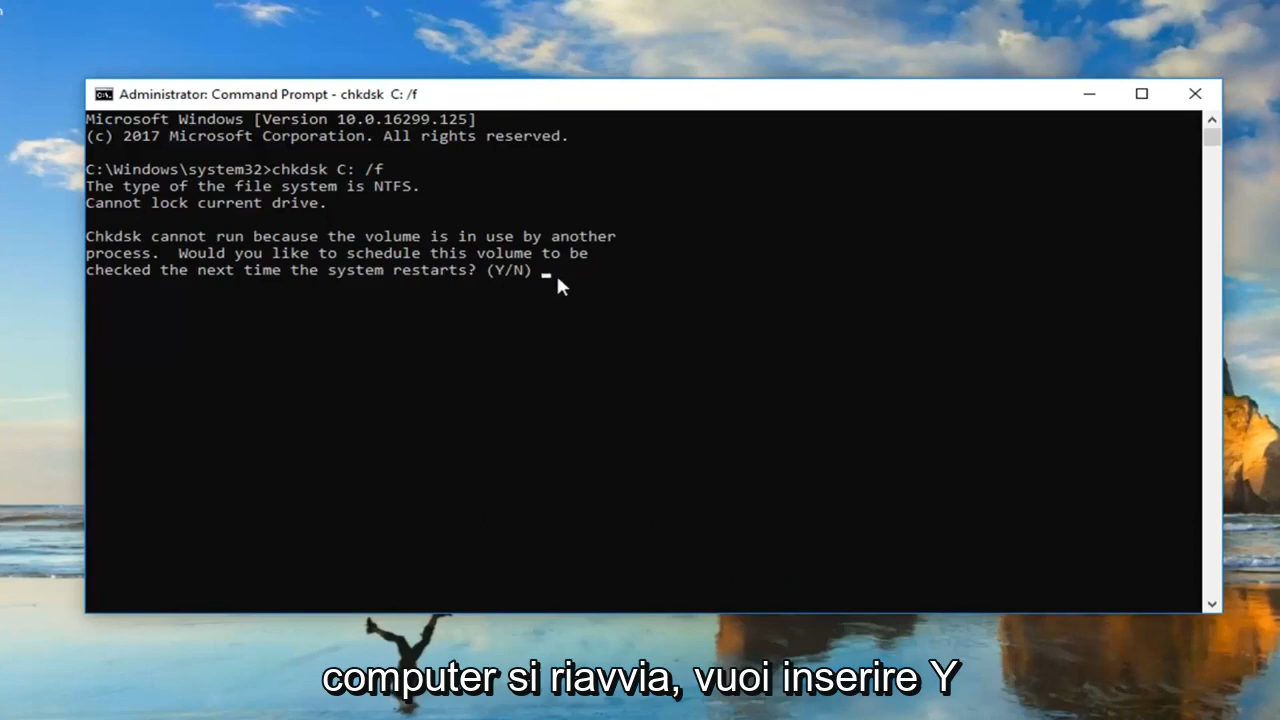 Administrator: Command Prompt - chkdsk  C: /f
Microsoft Windows [Version 10.0.16299.125]
(c) 2017 Microsoft Corporation. All rights reserved.
C:\Windows\system32>chkdsk C: /f
The type of the file system is NTFS.
Cannot lock current drive.
Chkdsk cannot run because the volume is in use by another
process.  Would you like to schedule this volume to be
checked the next time the system restarts? (Y/N)
computer si riavvia, vuoi inserire Y